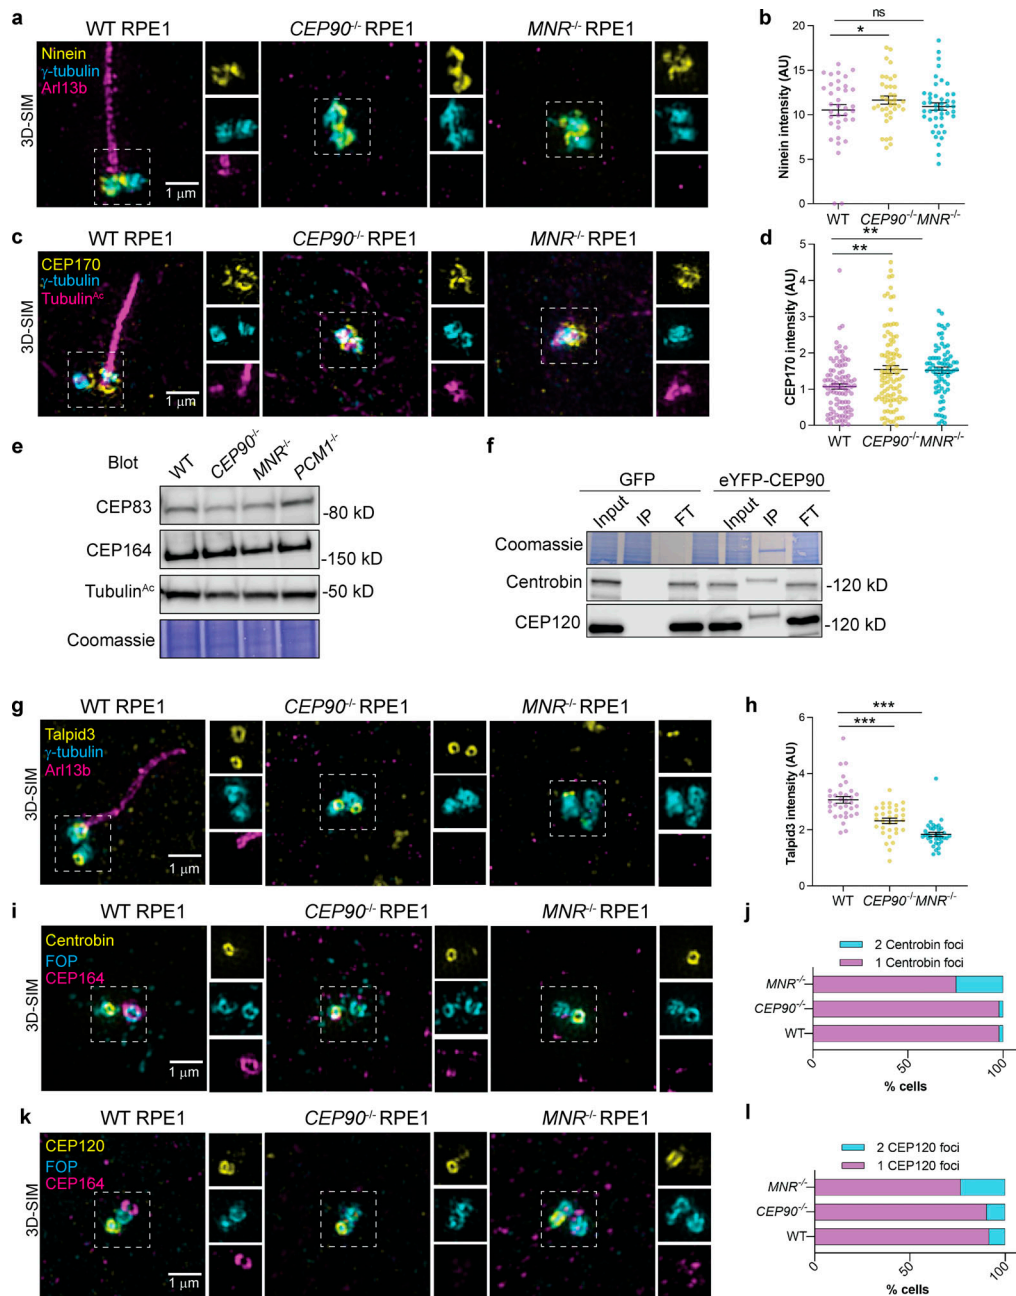 a
WT RPE1
CEP90-/- RPE1
MNR-/- RPE1
3D-SIM
Ninein
γ-tubulin
Arl13b
1 μm
b
ns
*
Ninein intensity (AU)
20
15
10
5
0
WT
CEP90-/-
MNR-/-
c
WT RPE1
CEP90-/- RPE1
MNR-/- RPE1
3D-SIM
CEP170
γ-tubulin
TubulinAc
1 μm
d
**
**
CEP170 intensity (AU)
5
4
3
2
1
0
WT
CEP90-/-
MNR-/-
e
Blot
WT
CEP90-/-
MNR-/-
PCM1-/-
CEP83
-80 kD
CEP164
-150 kD
TubulinAc
-50 kD
Coomassie
f
GFP
eYFP-CEP90
Input
IP
FT
Input
IP
FT
Coomassie
Centrobin
-120 kD
CEP120
-120 kD
g
WT RPE1
CEP90-/- RPE1
MNR-/- RPE1
3D-SIM
Talpid3
γ-tubulin
Arl13b
1 μm
h
***
***
Talpid3 intensity (AU)
6
4
2
0
WT
CEP90-/-
MNR-/-
i
WT RPE1
CEP90-/- RPE1
MNR-/- RPE1
3D-SIM
Centrobin
FOP
CEP164
1 μm
j
2 Centrobin foci
1 Centrobin foci
MNR-/-
CEP90-/-
WT
0
50
100
% cells
k
WT RPE1
CEP90-/- RPE1
MNR-/- RPE1
3D-SIM
CEP120
FOP
CEP164
1 μm
l
2 CEP120 foci
1 CEP120 foci
MNR-/-
CEP90-/-
WT
0
50
100
% cells